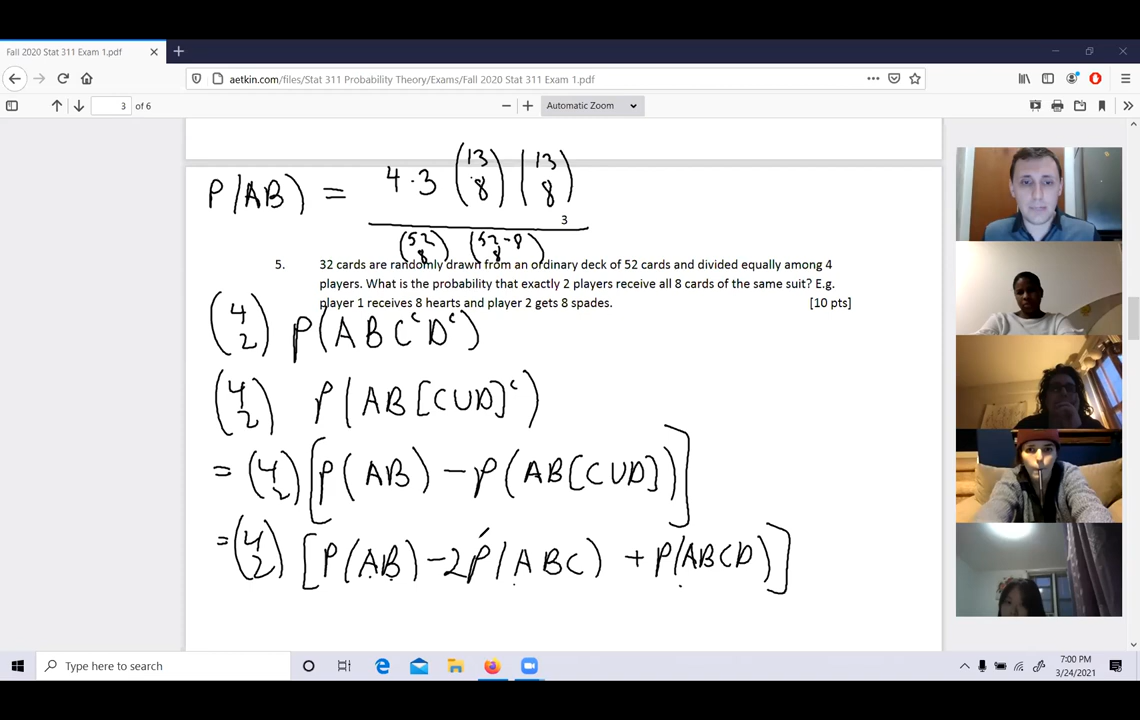 Fall 2020 Stat 311 Exam 1.pdf
aetkin.com/files/Stat 311 Probability Theory/Exams/Fall 2020 Stat 311 Exam 1.pdf
3 of 6
Automatic Zoom
P(AB) = 4·3 (13 8) (13 8)
3
(52 8) (52-8 8)
5. 32 cards are randomly drawn from an ordinary deck of 52 cards and divided equally among 4
players. What is the probability that exactly 2 players receive all 8 cards of the same suit? E.g.
player 1 receives 8 hearts and player 2 gets 8 spades. [10 pts]
(4 2) P(ABCᶜDᶜ)
(4 2) P(AB[CUD]ᶜ)
= (4 2) [P(AB) - P(AB[CUD])]
= (4 2) [P(AB) - 2P(ABC) + P(ABCD)]
Type here to search
7:00 PM
3/24/2021